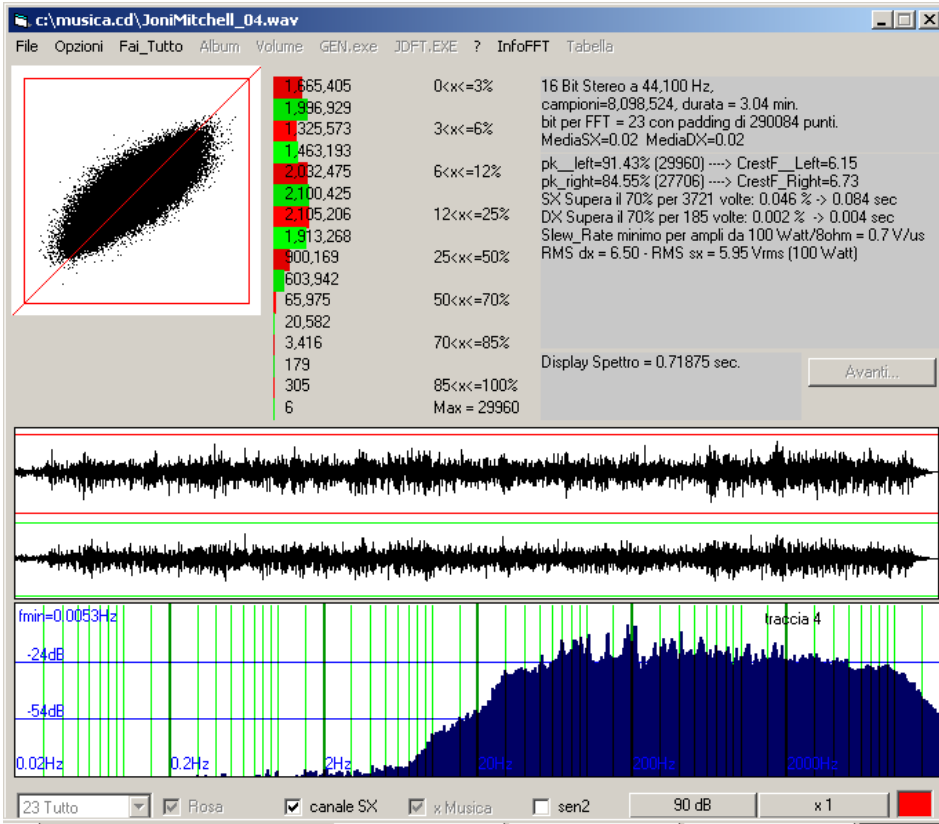 c:\musica.cd\JoniMitchell_04.wav
File Opzioni Fai_Tutto Album Volume GEN.exe JDFT.EXE ? InfoFFT Tabella
1,665,405 0<x<=3%
1,996,929
1,325,573 3<x<=6%
1,463,193
2,032,475 6<x<=12%
2,100,425
2,105,206 12<x<=25%
1,913,268
900,169 25<x<=50%
603,942
65,975 50<x<=70%
20,582
3,416 70<x<=85%
179
305 85<x<=100%
6 Max = 29960
16 Bit Stereo a 44,100 Hz,
campioni=8,098,524, durata = 3.04 min.
bit per FFT = 23 con padding di 290084 punti.
MediaSX=0.02 MediaDX=0.02
pk__left=91.43% (29960) ----> CrestF__Left=6.15
pk_right=84.55% (27706) ----> CrestF_Right=6.73
SX Supera il 70% per 3721 volte: 0.046 % -> 0.084 sec
DX Supera il 70% per 185 volte: 0.002 % -> 0.004 sec
Slew_Rate minimo per ampli da 100 Watt/8ohm = 0.7 V/us
RMS dx = 6.50 - RMS sx = 5.95 Vrms (100 Watt)
Display Spettro = 0.71875 sec.
Avanti...
fmin=0.0053Hz
traccia 4
-24dB
-54dB
0.02Hz 0.2Hz 2Hz 20Hz 200Hz 2000Hz
23 Tutto Rosa canale SX x Musica sen2 90 dB x 1